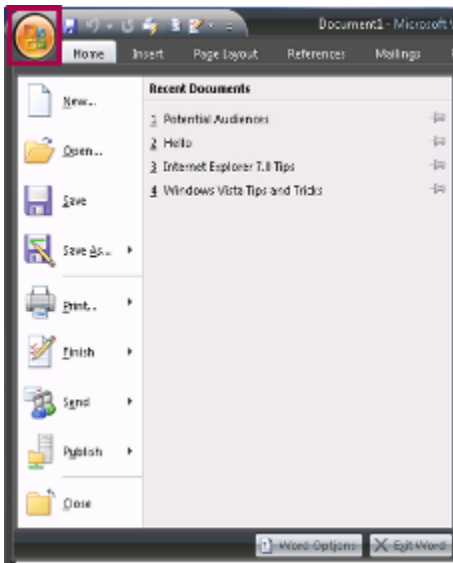 Document1 - Microsoft
Home Insert Page Layout References Mailings
New...
Open...
Save
Save As...
Print...
Finish
Send
Publish
Close
Recent Documents
1 Potential Audiences
2 Hello
3 Internet Explorer 7.0 Tips
4 Windows Vista Tips and Tricks
Word Options Exit Word